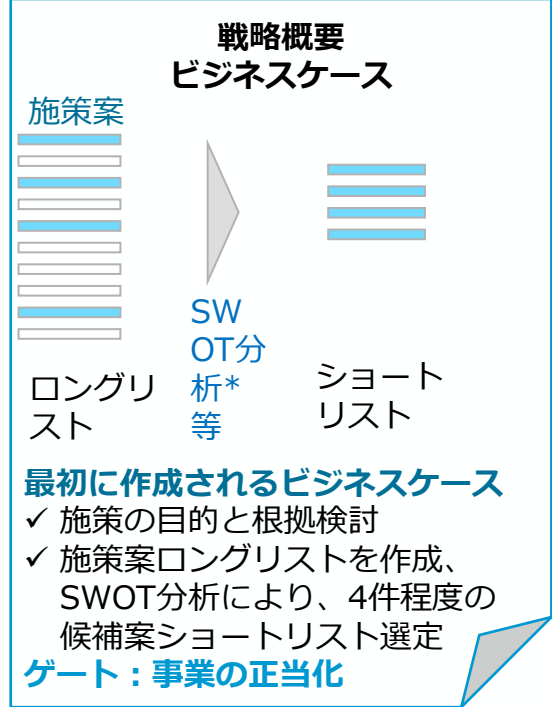 戦略概要
ビジネスケース
施策案
SW
OT分
析*
等
ロングリ
スト
ショート
リスト
最初に作成されるビジネスケース
✓ 施策の目的と根拠検討
✓ 施策案ロングリストを作成、
SWOT分析により、4件程度の
候補案ショートリスト選定
ゲート：事業の正当化